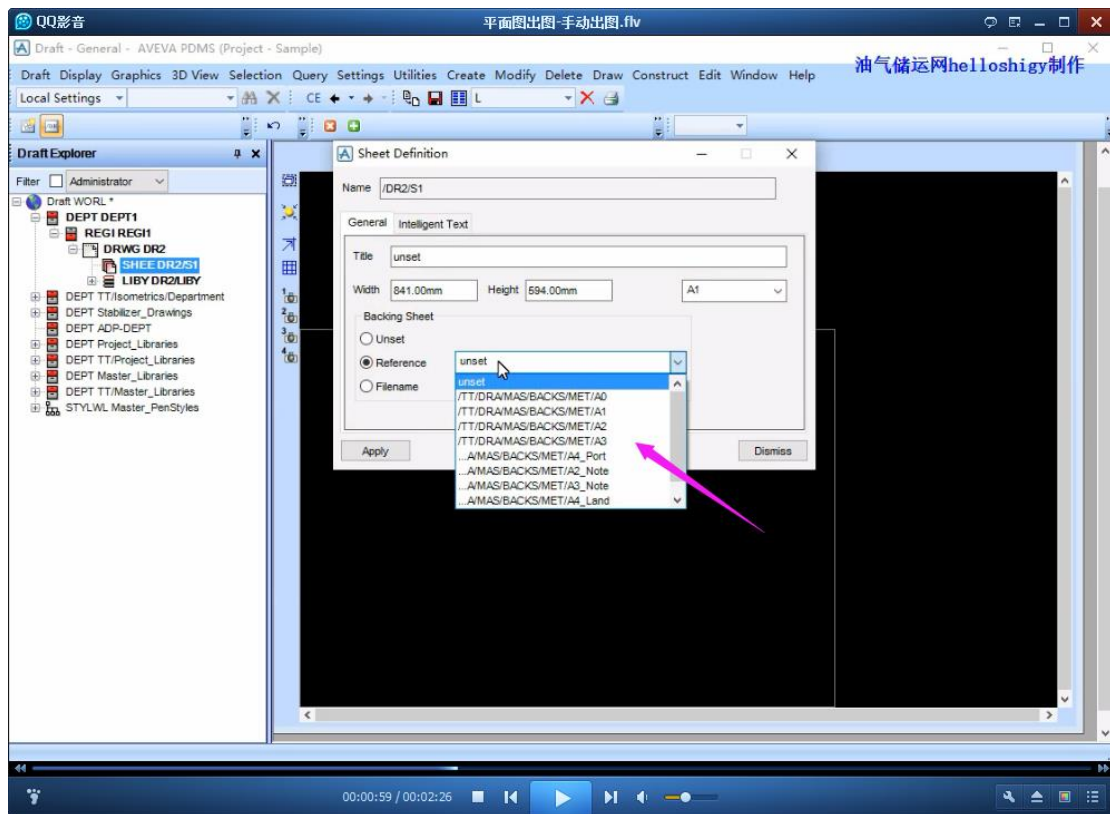 QQ影音
平面图出图-手动出图.flv
Draft - General - AVEVA PDMS (Project - Sample)
油气储运网helloshigy制作
Draft Display Graphics 3D View Selection Query Settings Utilities Create Modify Delete Draw Construct Edit Window Help
Local Settings
CE
L
Draft Explorer
Filter Administrator
Draft WORL *
DEPT DEPT1
REGI REGI1
DRWG DR2
SHEE DR2/S1
LIBY DR2/LIBY
DEPT TT/Isometrics/Department
DEPT Stabilizer_Drawings
DEPT ADP-DEPT
DEPT Project_Libraries
DEPT TT/Project_Libraries
DEPT Master_Libraries
DEPT TT/Master_Libraries
STYLWL Master_PenStyles
1
2
3
4
Sheet Definition
Name /DR2/S1
General Intelligent Text
Title unset
Width 841.00mm Height 594.00mm A1
Backing Sheet
Unset
Reference unset
Filename
unset
/TT/DRA/MAS/BACKS/MET/A0
/TT/DRA/MAS/BACKS/MET/A1
/TT/DRA/MAS/BACKS/MET/A2
/TT/DRA/MAS/BACKS/MET/A3
...A/MAS/BACKS/MET/A4_Port
...A/MAS/BACKS/MET/A2_Note
...A/MAS/BACKS/MET/A3_Note
...A/MAS/BACKS/MET/A4_Land
Apply Dismiss
00:00:59 / 00:02:26